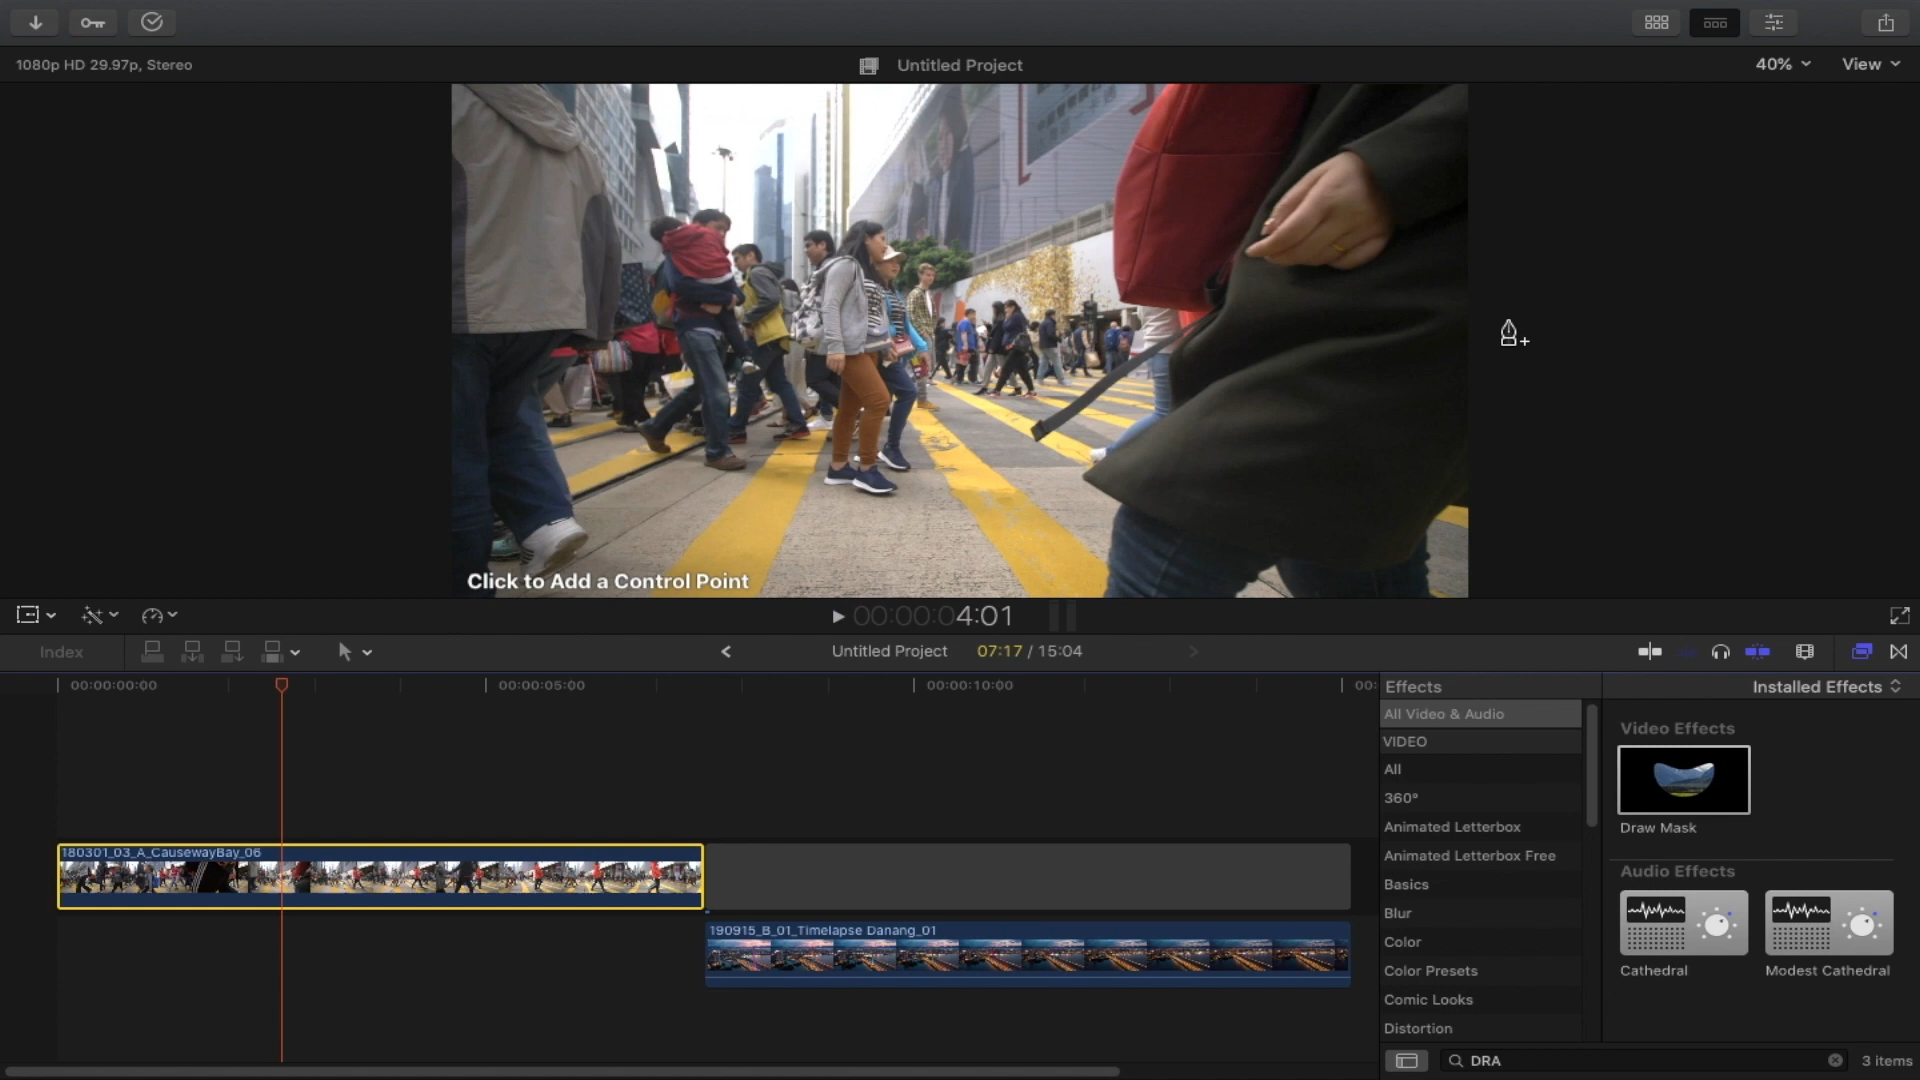 1080p HD 29.97p, Stereo
Untitled Project
40%
View
Click to Add a Control Point
00:00:04:01
Index
Untitled Project
07:17 / 15:04
00:00:00:00
00:00:05:00
00:00:10:00
00:
Effects
Installed Effects
All Video & Audio
VIDEO
All
360°
Animated Letterbox
Animated Letterbox Free
Basics
Blur
Color
Color Presets
Comic Looks
Distortion
Video Effects
Draw Mask
Audio Effects
Cathedral
Modest Cathedral
180301_03_A_CausewayBay_06
190915_B_01_Timelapse Danang_01
DRA
3 items